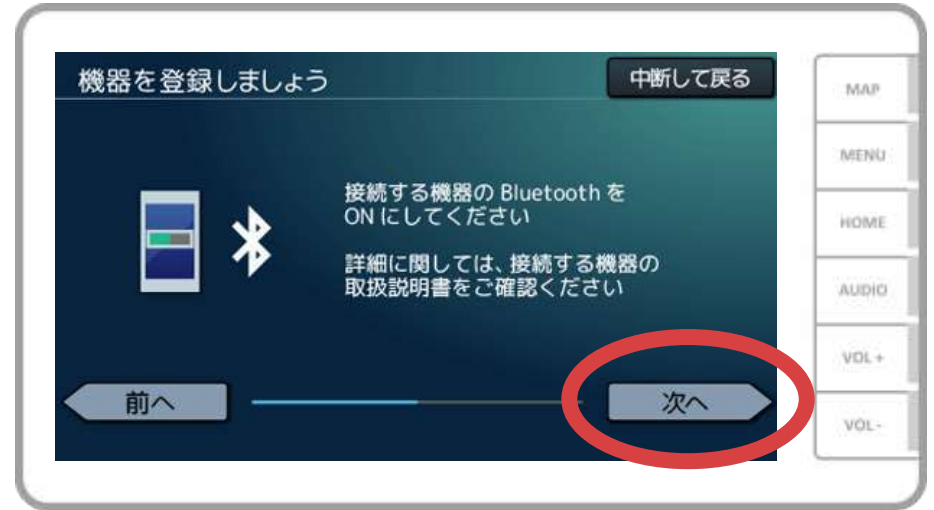 機器を登録しましょう
中断して戻る
接続する機器の Bluetooth を
ON にしてください
詳細に関しては、接続する機器の
取扱説明書をご確認ください
前へ
次へ
MAP
MENU
HOME
AUDIO
VOL +
VOL -